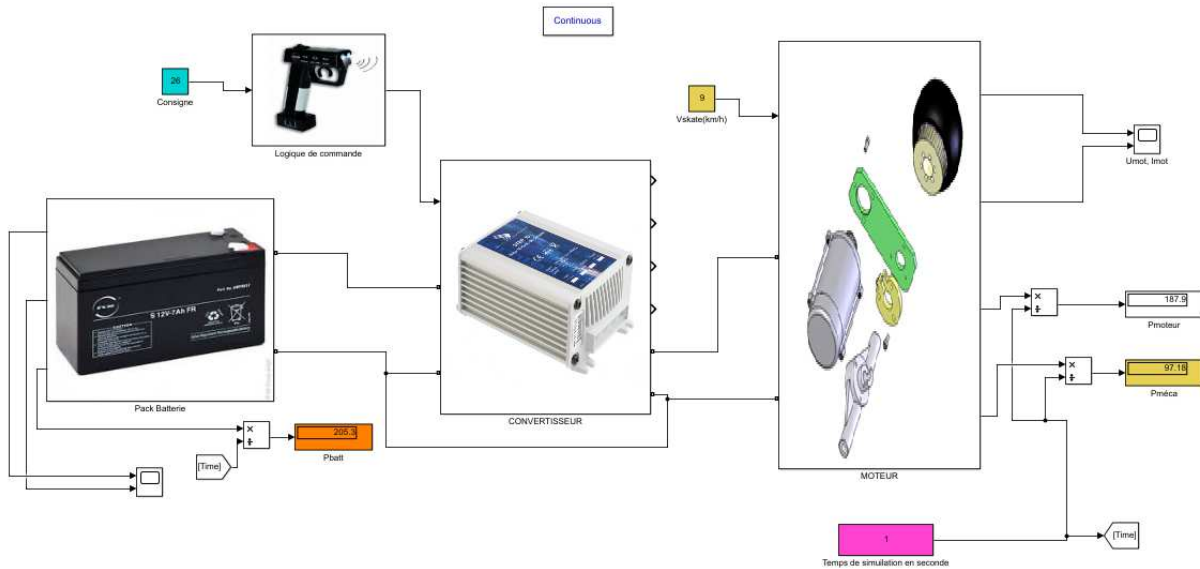 Continuous
26
Consigne
Logique de commande
9
Vskate(km/h)
Umot, Imot
S 12V-7Ah FR
Pack Batterie
CONVERTISSEUR
MOTEUR
×
÷
187.9
Pmoteur
×
÷
97.18
Pméca
×
÷
205.3
Pbatt
[Time]
1
Temps de simulation en seconde
[Time]